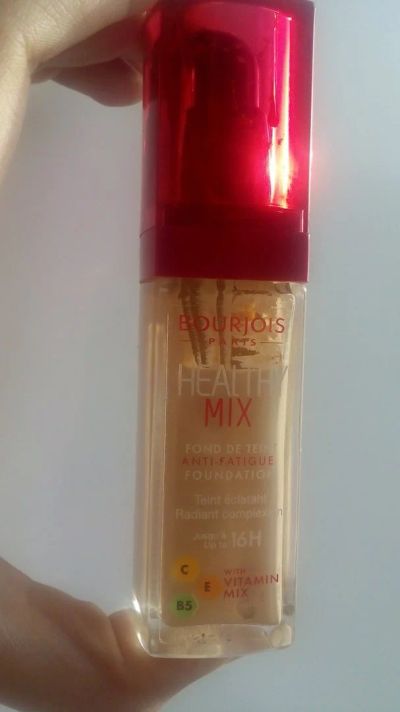 BOURJOIS
PARIS
HEALTHY
MIX
FOND DE TEINT
ANTI-FATIGUE
FOUNDATION
Teint éclatant
Radiant complexion
Jusqu'à
Up to 16H
C
E
B5
WITH
VITAMIN
MIX